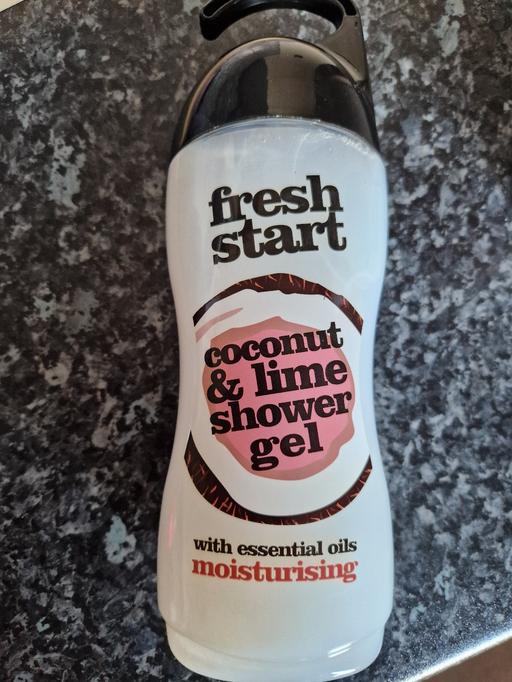 fresh
start
coconut
& lime
shower
gel
with essential oils
moisturising